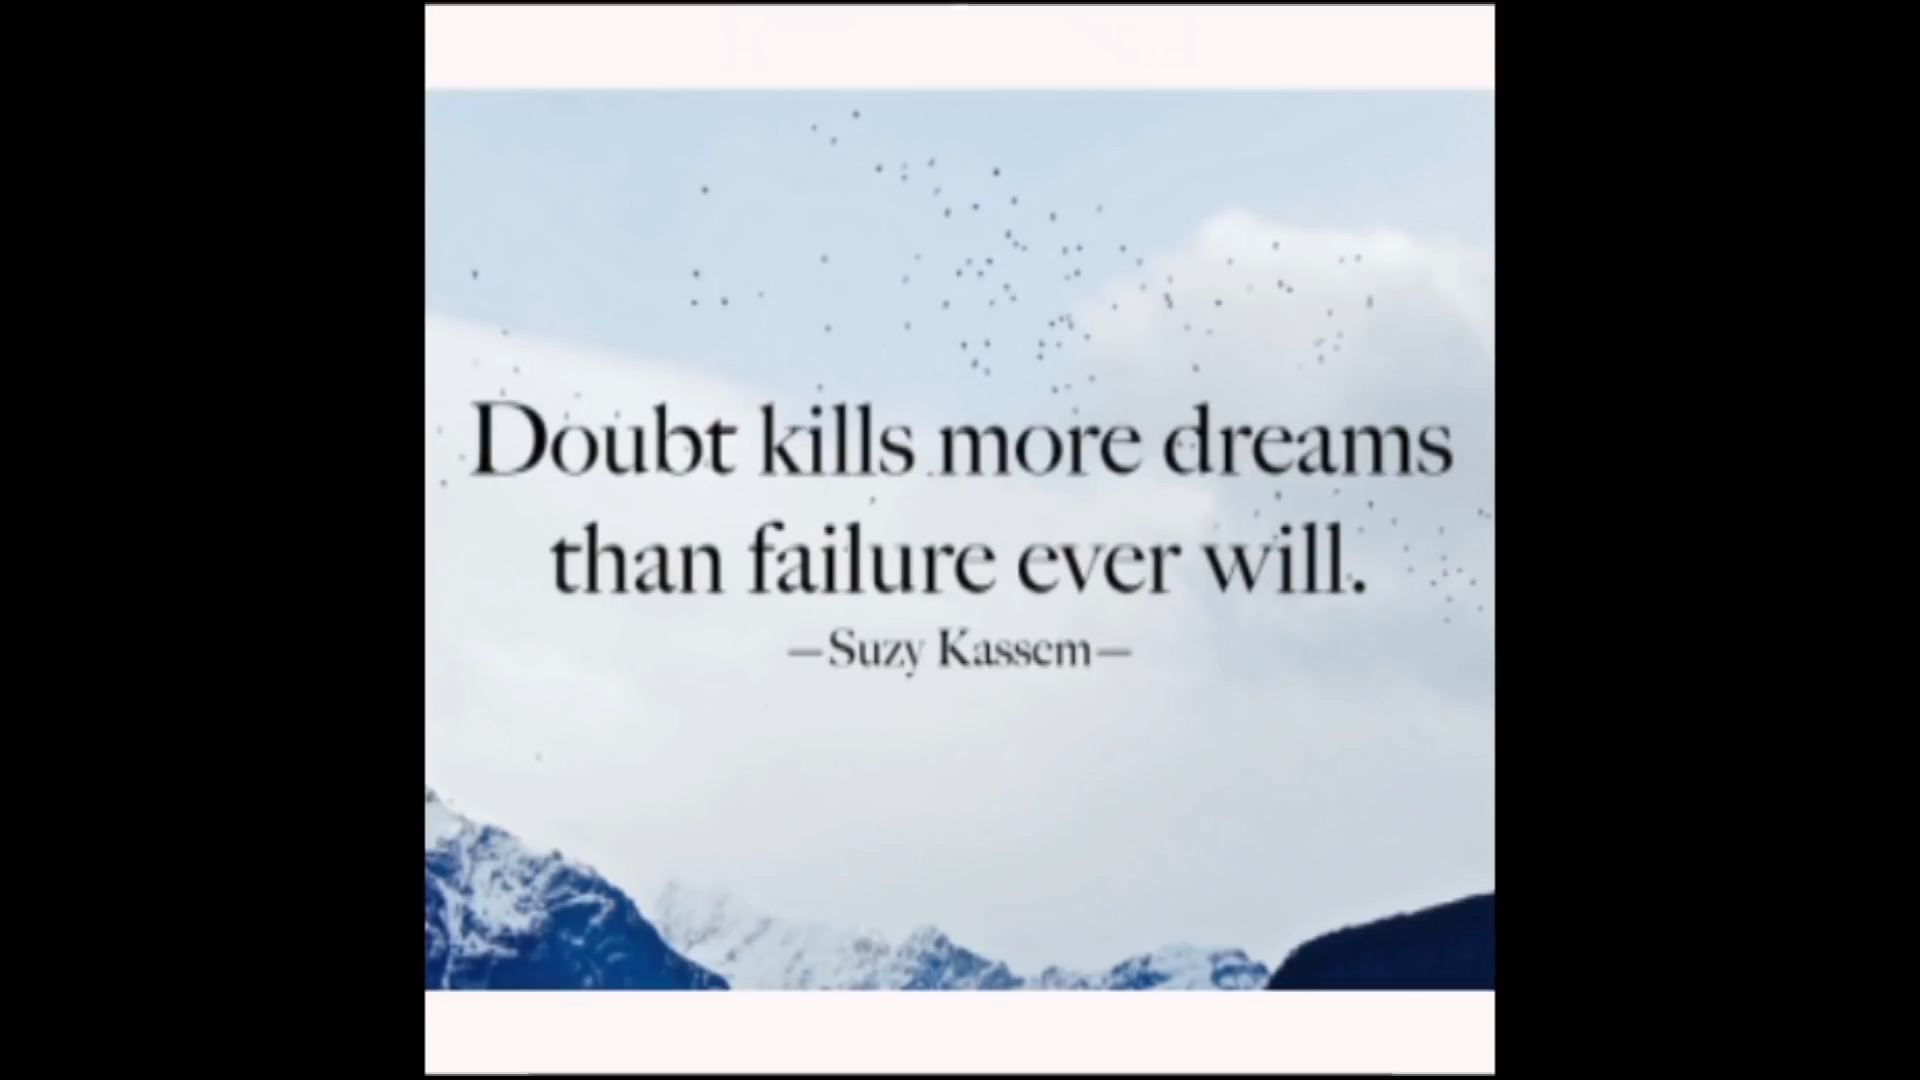 Doubt kills more dreams
than failure ever will.
—Suzy Kassem—